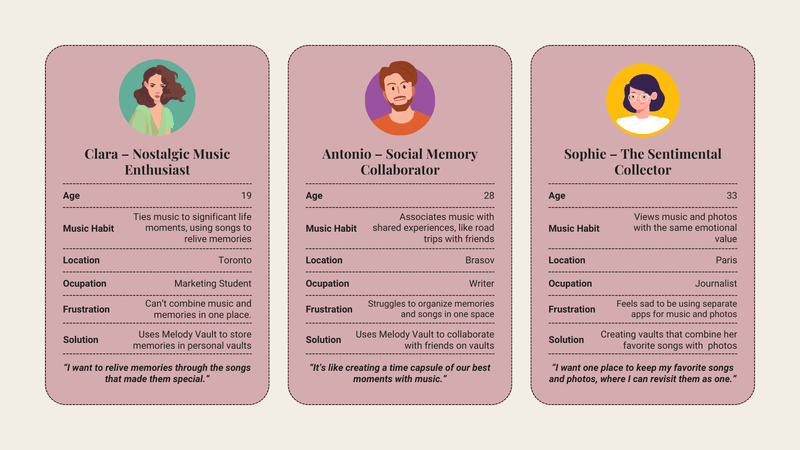 Clara – Nostalgic Music
Enthusiast
Age 19
Music Habit Ties music to significant life
moments, using songs to
relive memories
Location Toronto
Ocupation Marketing Student
Frustration Can't combine music and
memories in one place.
Solution Uses Melody Vault to store
memories in personal vaults
"I want to relive memories through the songs
that made them special."
Antonio – Social Memory
Collaborator
Age 28
Music Habit Associates music with
shared experiences, like road
trips with friends
Location Brasov
Ocupation Writer
Frustration Struggles to organize memories
and songs in one space
Solution Uses Melody Vault to collaborate
with friends on vaults
"It's like creating a time capsule of our best
moments with music."
Sophie – The Sentimental
Collector
Age 33
Music Habit Views music and photos
with the same emotional
value
Location Paris
Ocupation Journalist
Frustration Feels sad to be using separate
apps for music and photos
Solution Creating vaults that combine her
favorite songs with photos
"I want one place to keep my favorite songs
and photos, where I can revisit them as one."